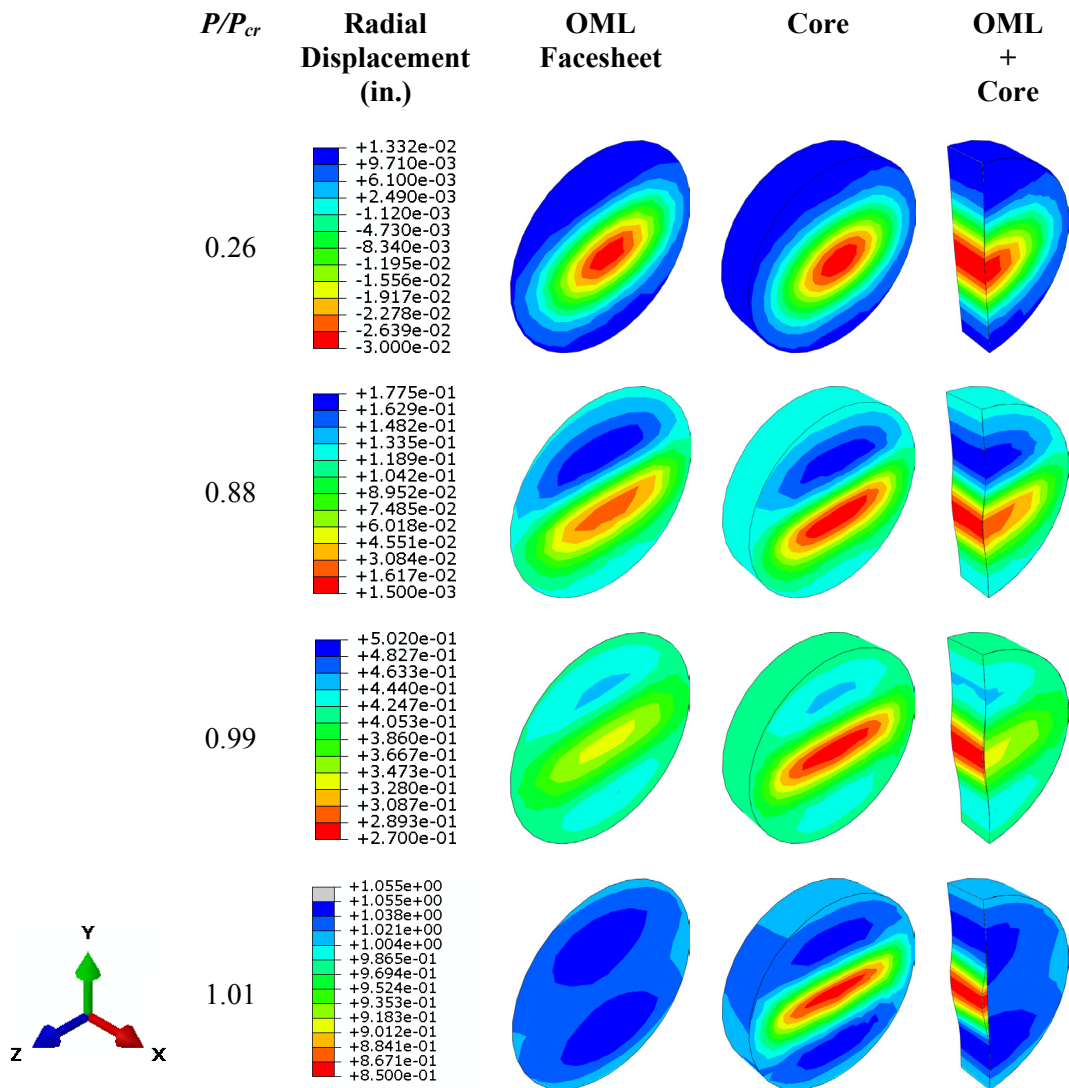 P/Pcr
Radial
Displacement
(in.)
OML
Facesheet
Core
OML
+
Core
0.26
+1.332e-02
+9.710e-03
+6.100e-03
+2.490e-03
-1.120e-03
-4.730e-03
-8.340e-03
-1.195e-02
-1.556e-02
-1.917e-02
-2.278e-02
-2.639e-02
-3.000e-02
0.88
+1.775e-01
+1.629e-01
+1.482e-01
+1.335e-01
+1.189e-01
+1.042e-01
+8.952e-02
+7.485e-02
+6.018e-02
+4.551e-02
+3.084e-02
+1.617e-02
+1.500e-03
0.99
+5.020e-01
+4.827e-01
+4.633e-01
+4.440e-01
+4.247e-01
+4.053e-01
+3.860e-01
+3.667e-01
+3.473e-01
+3.280e-01
+3.087e-01
+2.893e-01
+2.700e-01
1.01
+1.055e+00
+1.055e+00
+1.038e+00
+1.021e+00
+1.004e+00
+9.865e-01
+9.694e-01
+9.524e-01
+9.353e-01
+9.183e-01
+9.012e-01
+8.841e-01
+8.671e-01
+8.500e-01
Y
Z
X